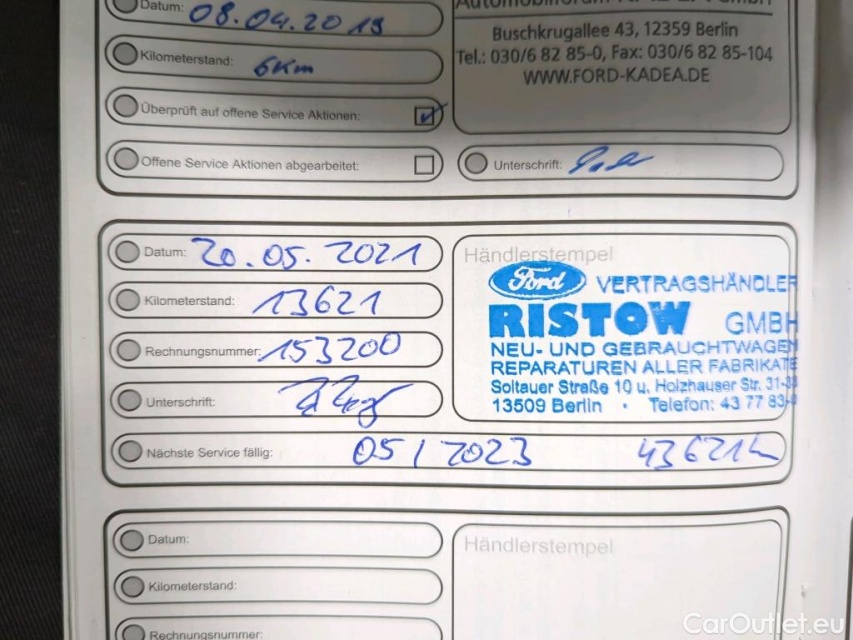 Datum: 08.04.2019
Kilometerstand: 6Km
Überprüft auf offene Service Aktionen:
Offene Service Aktionen abgearbeitet:
Buschkrugallee 43, 12359 Berlin
Tel.: 030/6 82 85-0, Fax: 030/6 82 85-104
WWW.FORD-KADEA.DE
Unterschrift:
Datum: 20.05.2021
Kilometerstand: 13621
Rechnungsnummer: 153200
Unterschrift:
Händlerstempel
Ford VERTRAGSHÄNDLER
RISTOW GMBH
NEU- UND GEBRAUCHTWAGEN
REPARATUREN ALLER FABRIKATE
Soltauer Straße 10 u. Holzhauser Str. 31-
13509 Berlin · Telefon: 43 77 83-
Nächste Service fällig: 05/2023 43621
Datum:
Kilometerstand:
Rechnungsnummer:
Händlerstempel
CarOutlet.eu